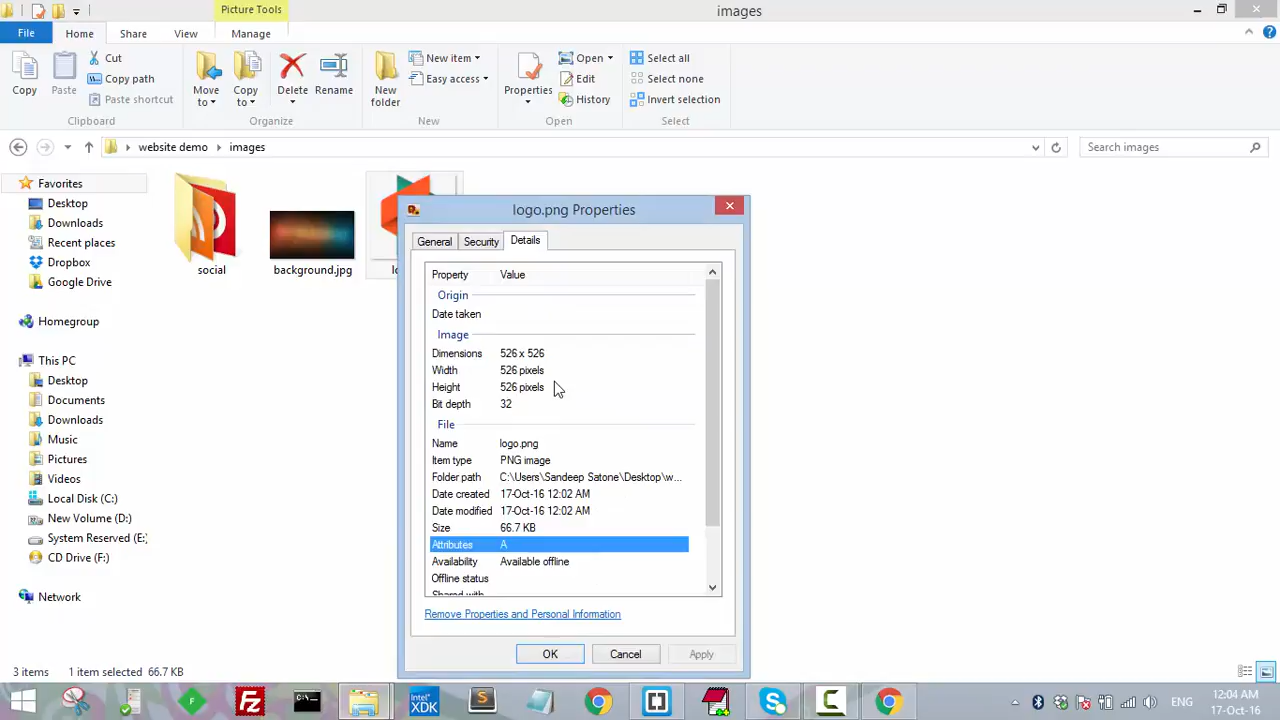 Picture Tools
images
File
Home
Share
View
Manage
Copy
Paste
Cut
Copy path
Paste shortcut
Clipboard
Move to
Copy to
Delete
Rename
Organize
New folder
New item
Easy access
New
Properties
Open
Edit
History
Open
Select all
Select none
Invert selection
Select
website demo
images
Search images
Favorites
Desktop
Downloads
Recent places
Dropbox
Google Drive
Homegroup
This PC
Desktop
Documents
Downloads
Music
Pictures
Videos
Local Disk (C:)
New Volume (D:)
System Reserved (E:
CD Drive (F:)
Network
social
background.jpg
lo
logo.png Properties
General
Security
Details
Property Value
Origin
Date taken
Image
Dimensions 526 x 526
Width 526 pixels
Height 526 pixels
Bit depth 32
File
Name logo.png
Item type PNG image
Folder path C:\Users\Sandeep Satone\Desktop\w...
Date created 17-Oct-16 12:02 AM
Date modified 17-Oct-16 12:02 AM
Size 66.7 KB
Attributes A
Availability Available offline
Offline status
Shared with
Remove Properties and Personal Information
OK
Cancel
Apply
3 items 1 item selected 66.7 KB
Fz
intel XDK
S
ENG
12:04 AM
17-Oct-16